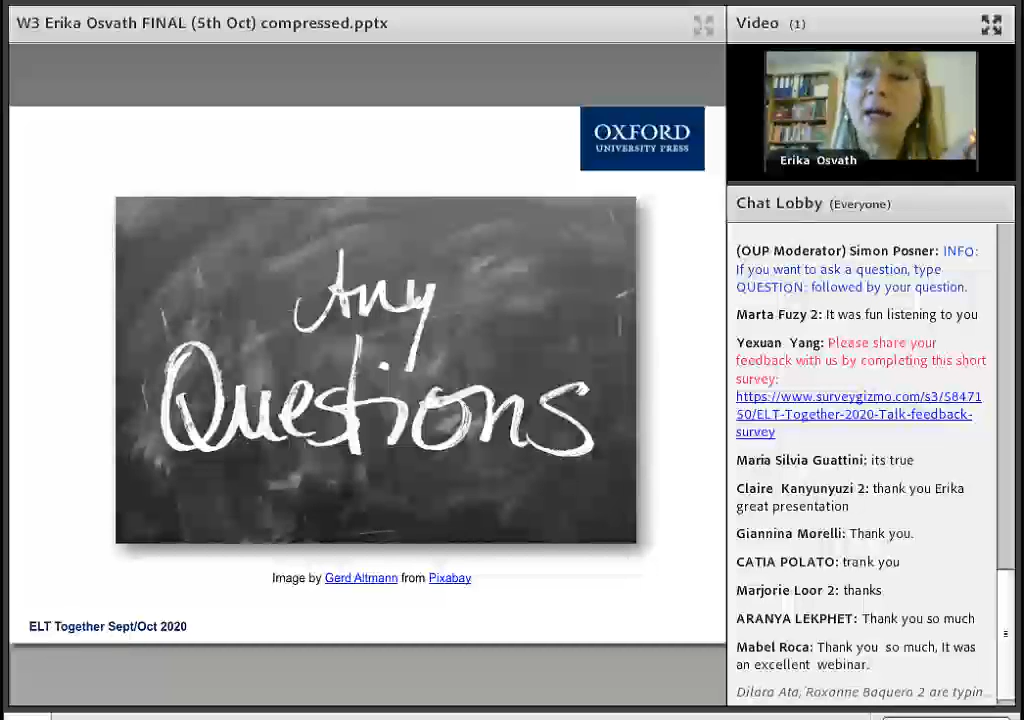 W3 Erika Osvath FINAL (5th Oct) compressed.pptx
OXFORD
UNIVERSITY PRESS
Any
Questions
Image by Gerd Altmann from Pixabay
ELT Together Sept/Oct 2020
Video (1)
Erika Osvath
Chat Lobby (Everyone)
(OUP Moderator) Simon Posner: INFO:
If you want to ask a question, type
QUESTION: followed by your question.
Marta Fuzy 2: It was fun listening to you
Yexuan Yang: Please share your
feedback with us by completing this short
survey:
https://www.surveygizmo.com/s3/58471
50/ELT-Together-2020-Talk-feedback-
survey
Maria Silvia Guattini: its true
Claire Kanyunyuzi 2: thank you Erika
great presentation
Giannina Morelli: Thank you.
CATIA POLATO: trank you
Marjorie Loor 2: thanks
ARANYA LEKPHET: Thank you so much
Mabel Roca: Thank you so much, It was
an excellent webinar.
Dilara Ata, Roxanne Baquero 2 are typin...